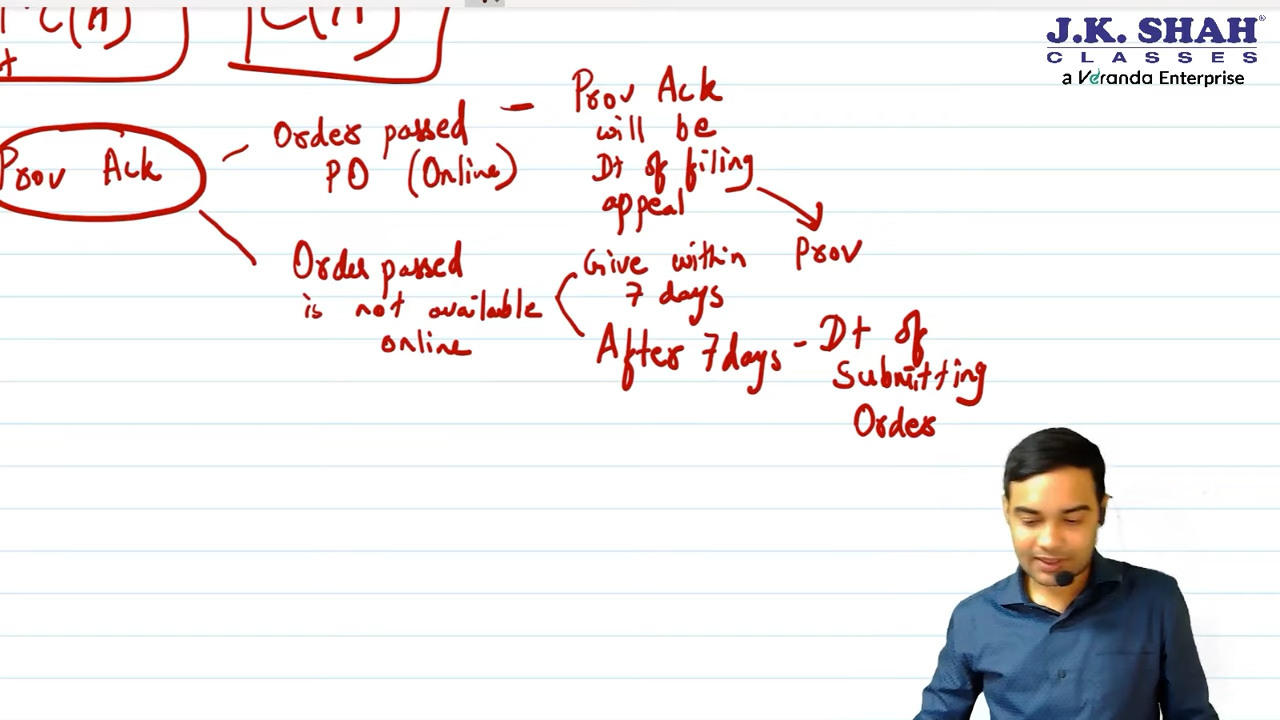 C(A)
C(A)
J.K. SHAH
CLASSES
a Veranda Enterprise
Prov Ack
Order passed
PO (Online)
Prov Ack
will be
Dt of filing
appeal
Prov
Order passed
is not available
online
Give within
7 days
After 7 days - Dt of
Submitting
Order